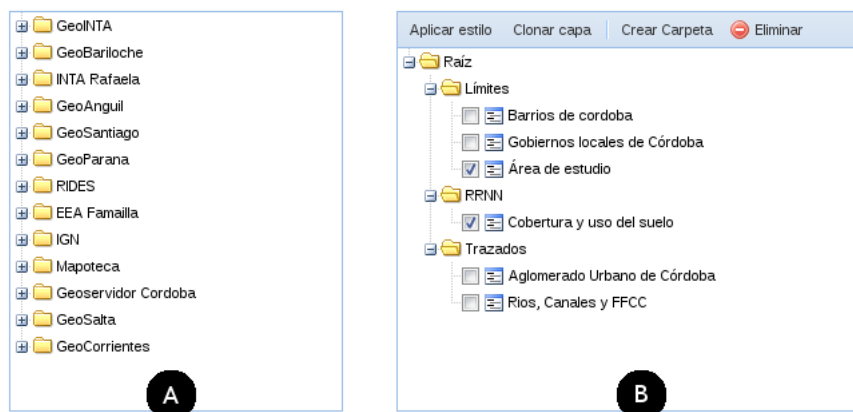 GeoINTA
GeoBariloche
INTA Rafaela
GeoAnguil
GeoSantiago
GeoParana
RIDES
EEA Famailla
IGN
Mapoteca
Geoservidor Cordoba
GeoSalta
GeoCorrientes
A
Aplicar estilo Clonar capa Crear Carpeta Eliminar
Raíz
Límites
Barrios de cordoba
Gobiernos locales de Córdoba
Área de estudio
RRNN
Cobertura y uso del suelo
Trazados
Aglomerado Urbano de Córdoba
Rios, Canales y FFCC
B